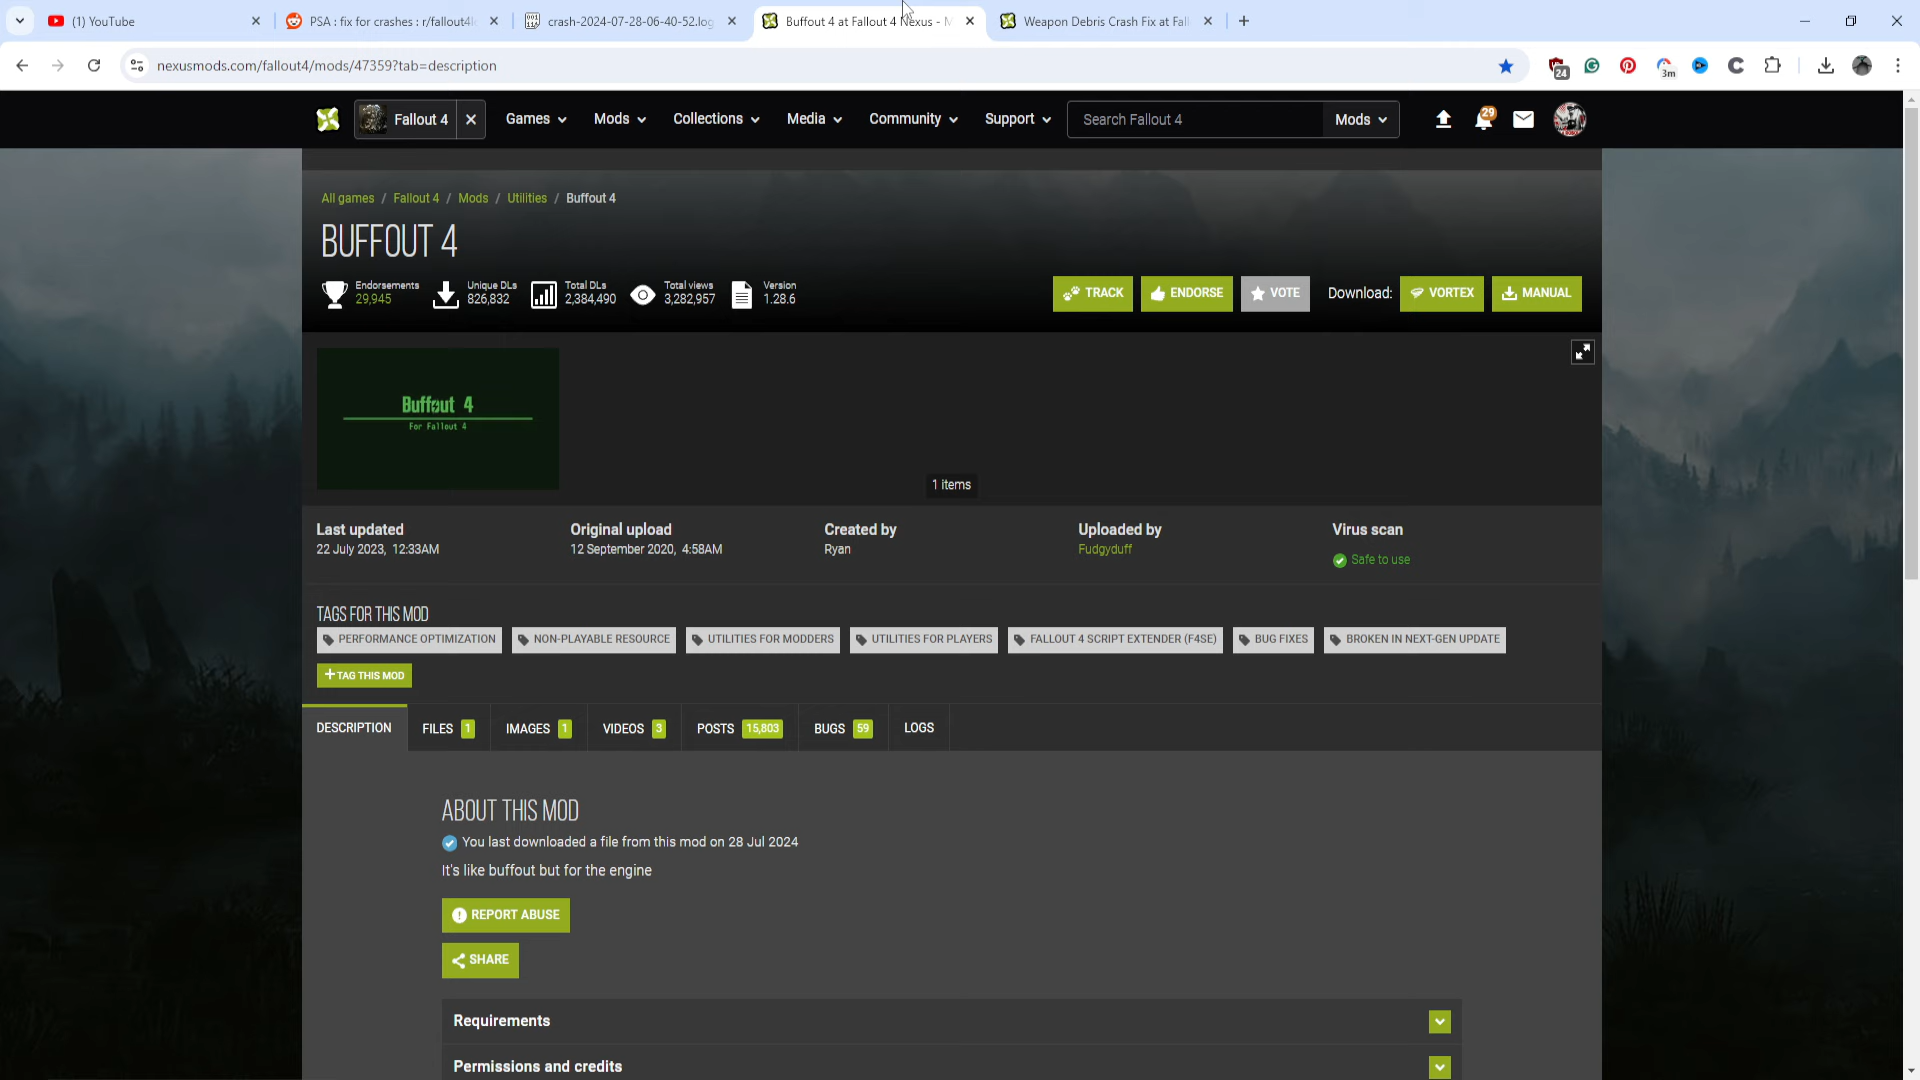 (1) YouTube
PSA : fix for crashes : r/fallout4
crash-2024-07-28-06-40-52.log
Buffout 4 at Fallout 4 Nexus - M
Weapon Debris Crash Fix at Fall
nexusmods.com/fallout4/mods/47359?tab=description
24
3m
Fallout 4
Games
Mods
Collections
Media
Community
Support
Search Fallout 4
Mods
29
All games / Fallout 4 / Mods / Utilities / Buffout 4
BUFFOUT 4
Endorsements
29,945
Unique DLs
826,832
Total DLs
2,384,490
Total views
3,282,957
Version
1.28.6
TRACK
ENDORSE
VOTE
Download:
VORTEX
MANUAL
Buffout 4
For Fallout 4
1 items
Last updated
22 July 2023, 12:33AM
Original upload
12 September 2020, 4:58AM
Created by
Ryan
Uploaded by
Fudgyduff
Virus scan
Safe to use
TAGS FOR THIS MOD
PERFORMANCE OPTIMIZATION
NON-PLAYABLE RESOURCE
UTILITIES FOR MODDERS
UTILITIES FOR PLAYERS
FALLOUT 4 SCRIPT EXTENDER (F4SE)
BUG FIXES
BROKEN IN NEXT-GEN UPDATE
+TAG THIS MOD
DESCRIPTION
FILES 1
IMAGES 1
VIDEOS 3
POSTS 15,803
BUGS 59
LOGS
ABOUT THIS MOD
You last downloaded a file from this mod on 28 Jul 2024
It's like buffout but for the engine
REPORT ABUSE
SHARE
Requirements
Permissions and credits